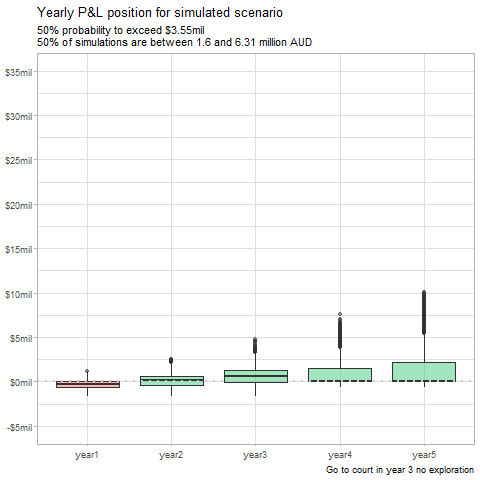 Yearly P&L position for simulated scenario
50% probability to exceed $3.55mil
50% of simulations are between 1.6 and 6.31 million AUD
$35mil
$30mil
$25mil
$20mil
$15mil
$10mil
$5mil
$0mil
-$5mil
year1 year2 year3 year4 year5
Go to court in year 3 no exploration